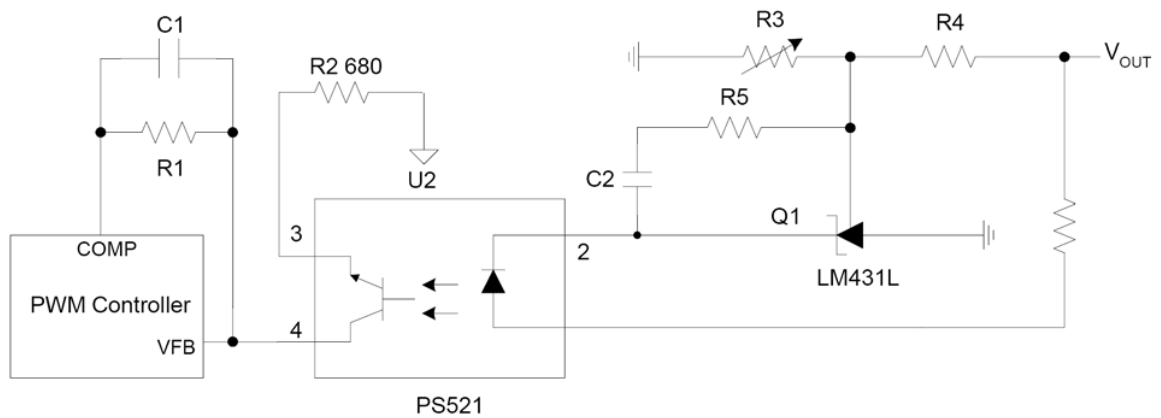 C1
R3
R4
V_OUT
R2 680
R5
R1
U2
C2
Q1
3
2
COMP
LM431L
PWM Controller
4
VFB
PS521